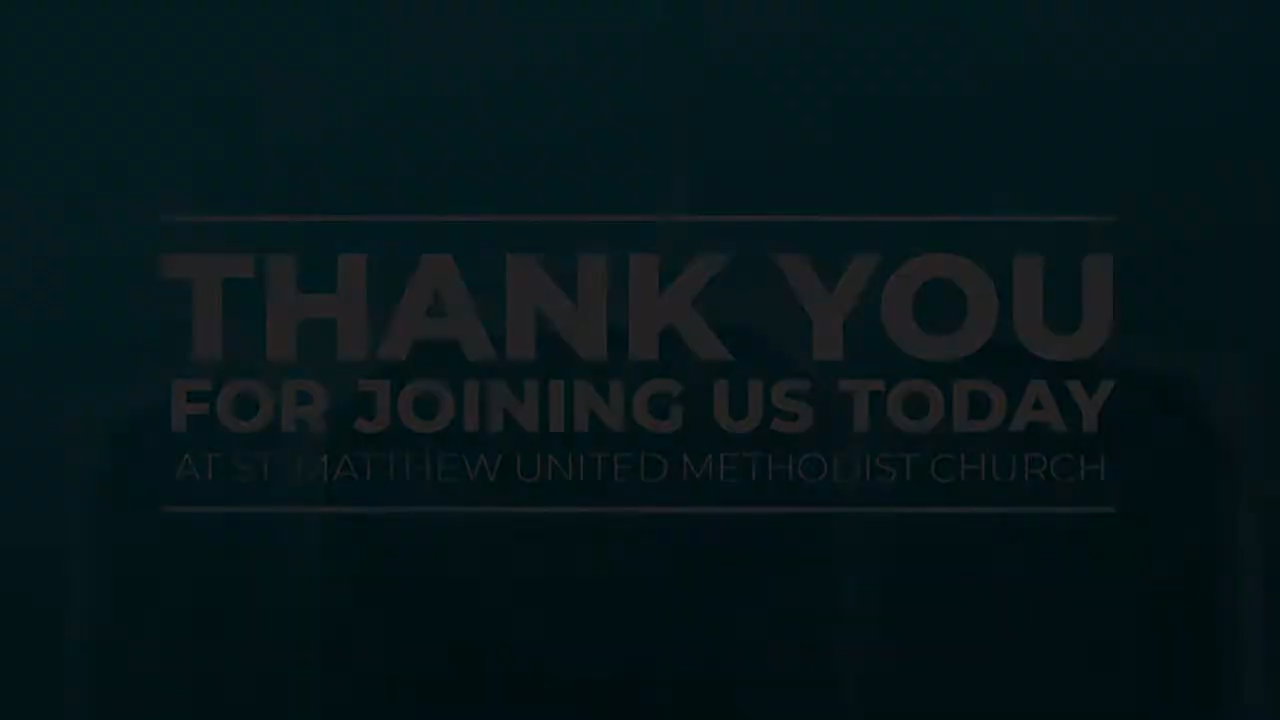 THANK YOU
FOR JOINING US TODAY
AT ST. MATTHEW UNITED METHODIST CHURCH